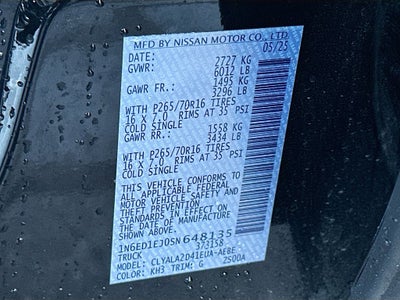 MFD BY NISSAN MOTOR CO., LTD
DATE: 05/25
GVWR: 2727 KG
6012 LB
GAWR FR.: 1495 KG
3296 LB
WITH P265/70R16 TIRES
16 X 7.0 RIMS AT 35 PSI
COLD SINGLE
GAWR RR.: 1558 KG
3434 LB
WITH P265/70R16 TIRES
16 X 7.0 RIMS AT 35 PSI
COLD SINGLE
THIS VEHICLE CONFORMS TO
ALL APPLICABLE FEDERAL
MOTOR VEHICLE SAFETY AND
THEFT PREVENTION
STANDARDS IN EFFECT ON
THE DATE OF MANUFACTURE
SHOWN ABOVE.
1N6ED1EJ0SN648135
TRUCK 373158
MODEL: CLYALA2D41EUA-AEBE
COLOR: KH3 TRIM: G 2S00A